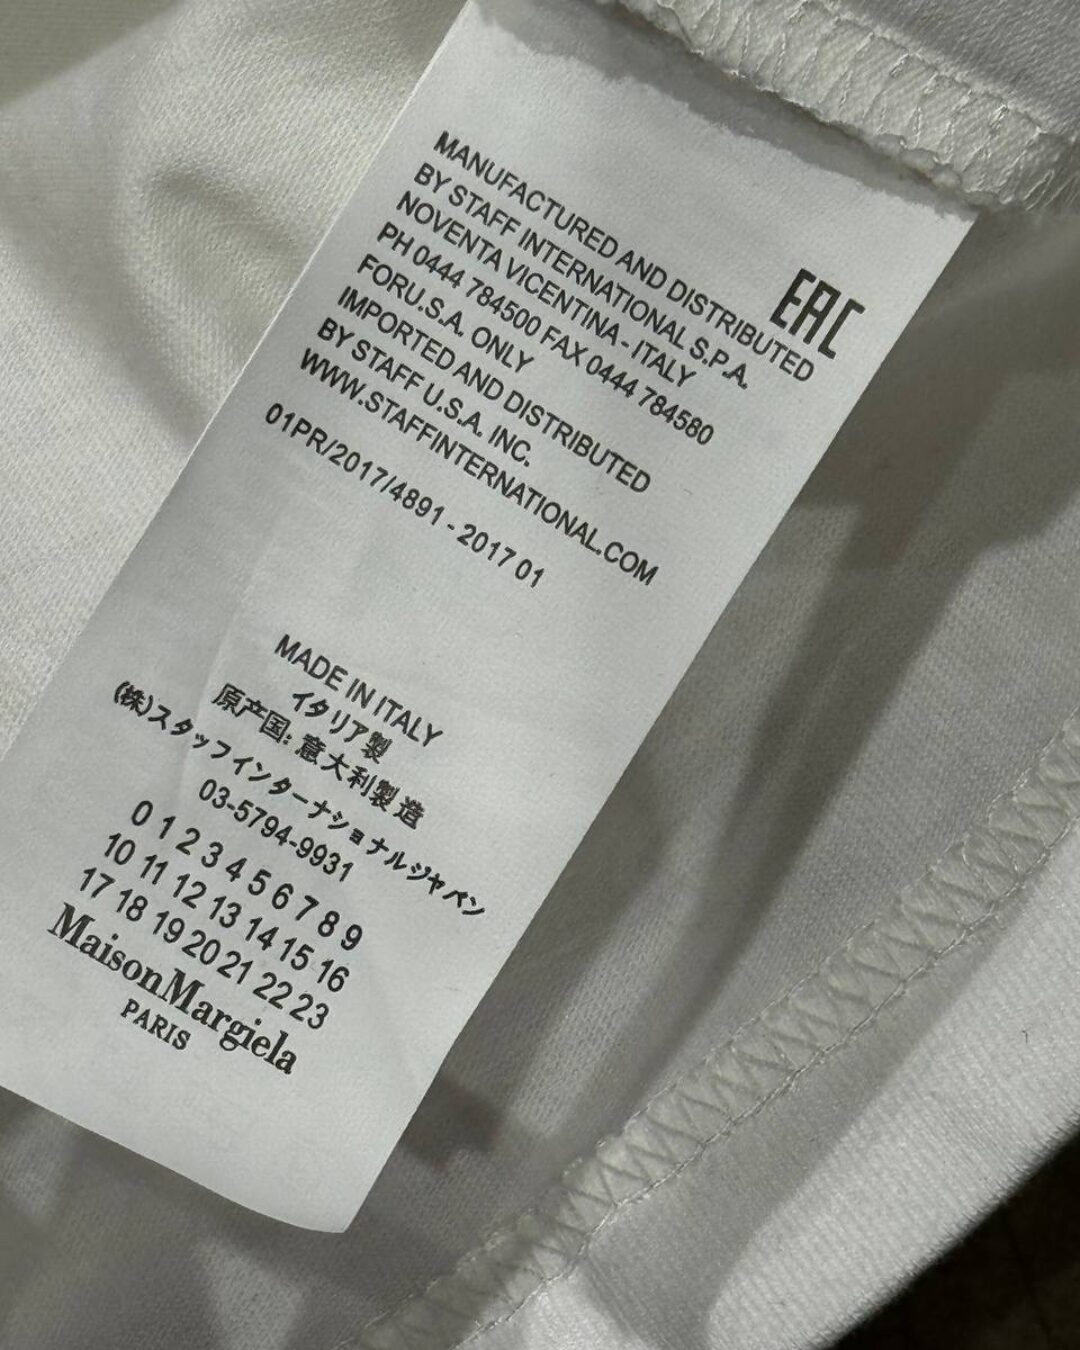 EAC
MANUFACTURED AND DISTRIBUTED
BY STAFF INTERNATIONAL S.P.A.
NOVENTA VICENTINA - ITALY
PH 0444 784500 FAX 0444 784580
FORU.S.A. ONLY
IMPORTED AND DISTRIBUTED
BY STAFF U.S.A. INC.
WWW.STAFFINTERNATIONAL.COM
01PR/2017/4891 - 2017 01
MADE IN ITALY
イタリア製
原产国: 意大利製造
(株)スタッフインターナショナルジャパン
03-5794-9931
0 1 2 3 4 5 6 7 8 9
10 11 12 13 14 15 16
17 18 19 20 21 22 23
Maison Margiela
PARIS